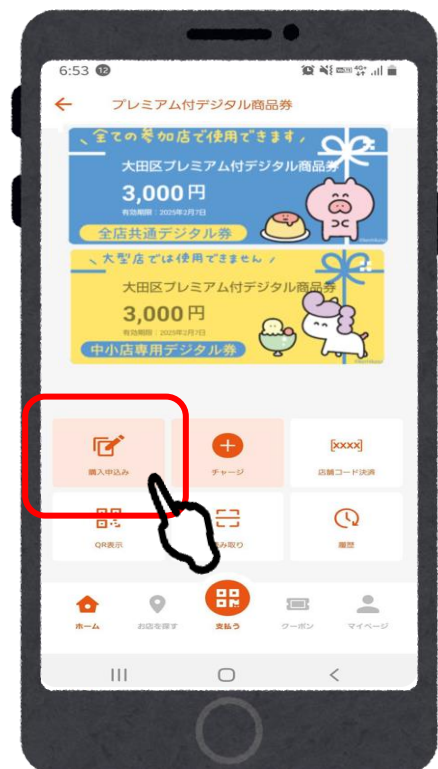 6:53 12
4G+
プレミアム付デジタル商品券
全ての参加店で使用できます
大田区プレミアム付デジタル商品券
3,000円
有効期限：2025年2月7日
全店共通デジタル券
大型店では使用できません
大田区プレミアム付デジタル商品券
3,000円
有効期限：2025年2月7日
中小店専用デジタル券
購入申込み
チャージ
[xxxx]
店舗コード決済
QR表示
み取り
履歴
ホーム
お店を探す
支払う
クーポン
マイページ